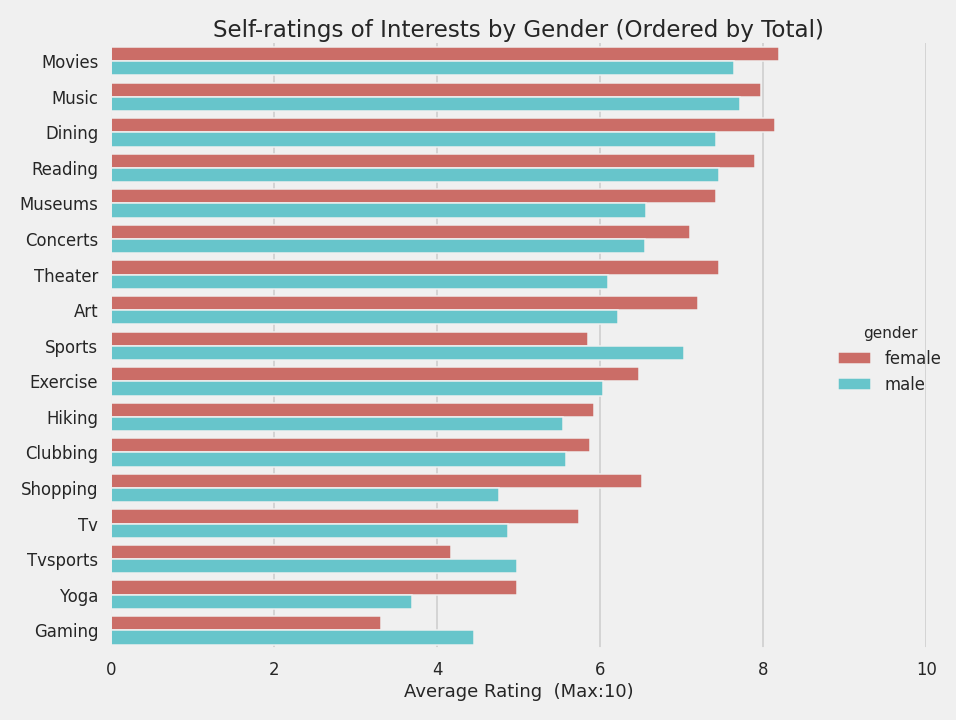 Self-ratings of Interests by Gender (Ordered by Total)
Movies
Music
Dining
Reading
Museums
Concerts
Theater
Art
Sports
Exercise
Hiking
Clubbing
Shopping
Tv
Tvsports
Yoga
Gaming
gender
female
male
0 2 4 6 8 10
Average Rating  (Max:10)